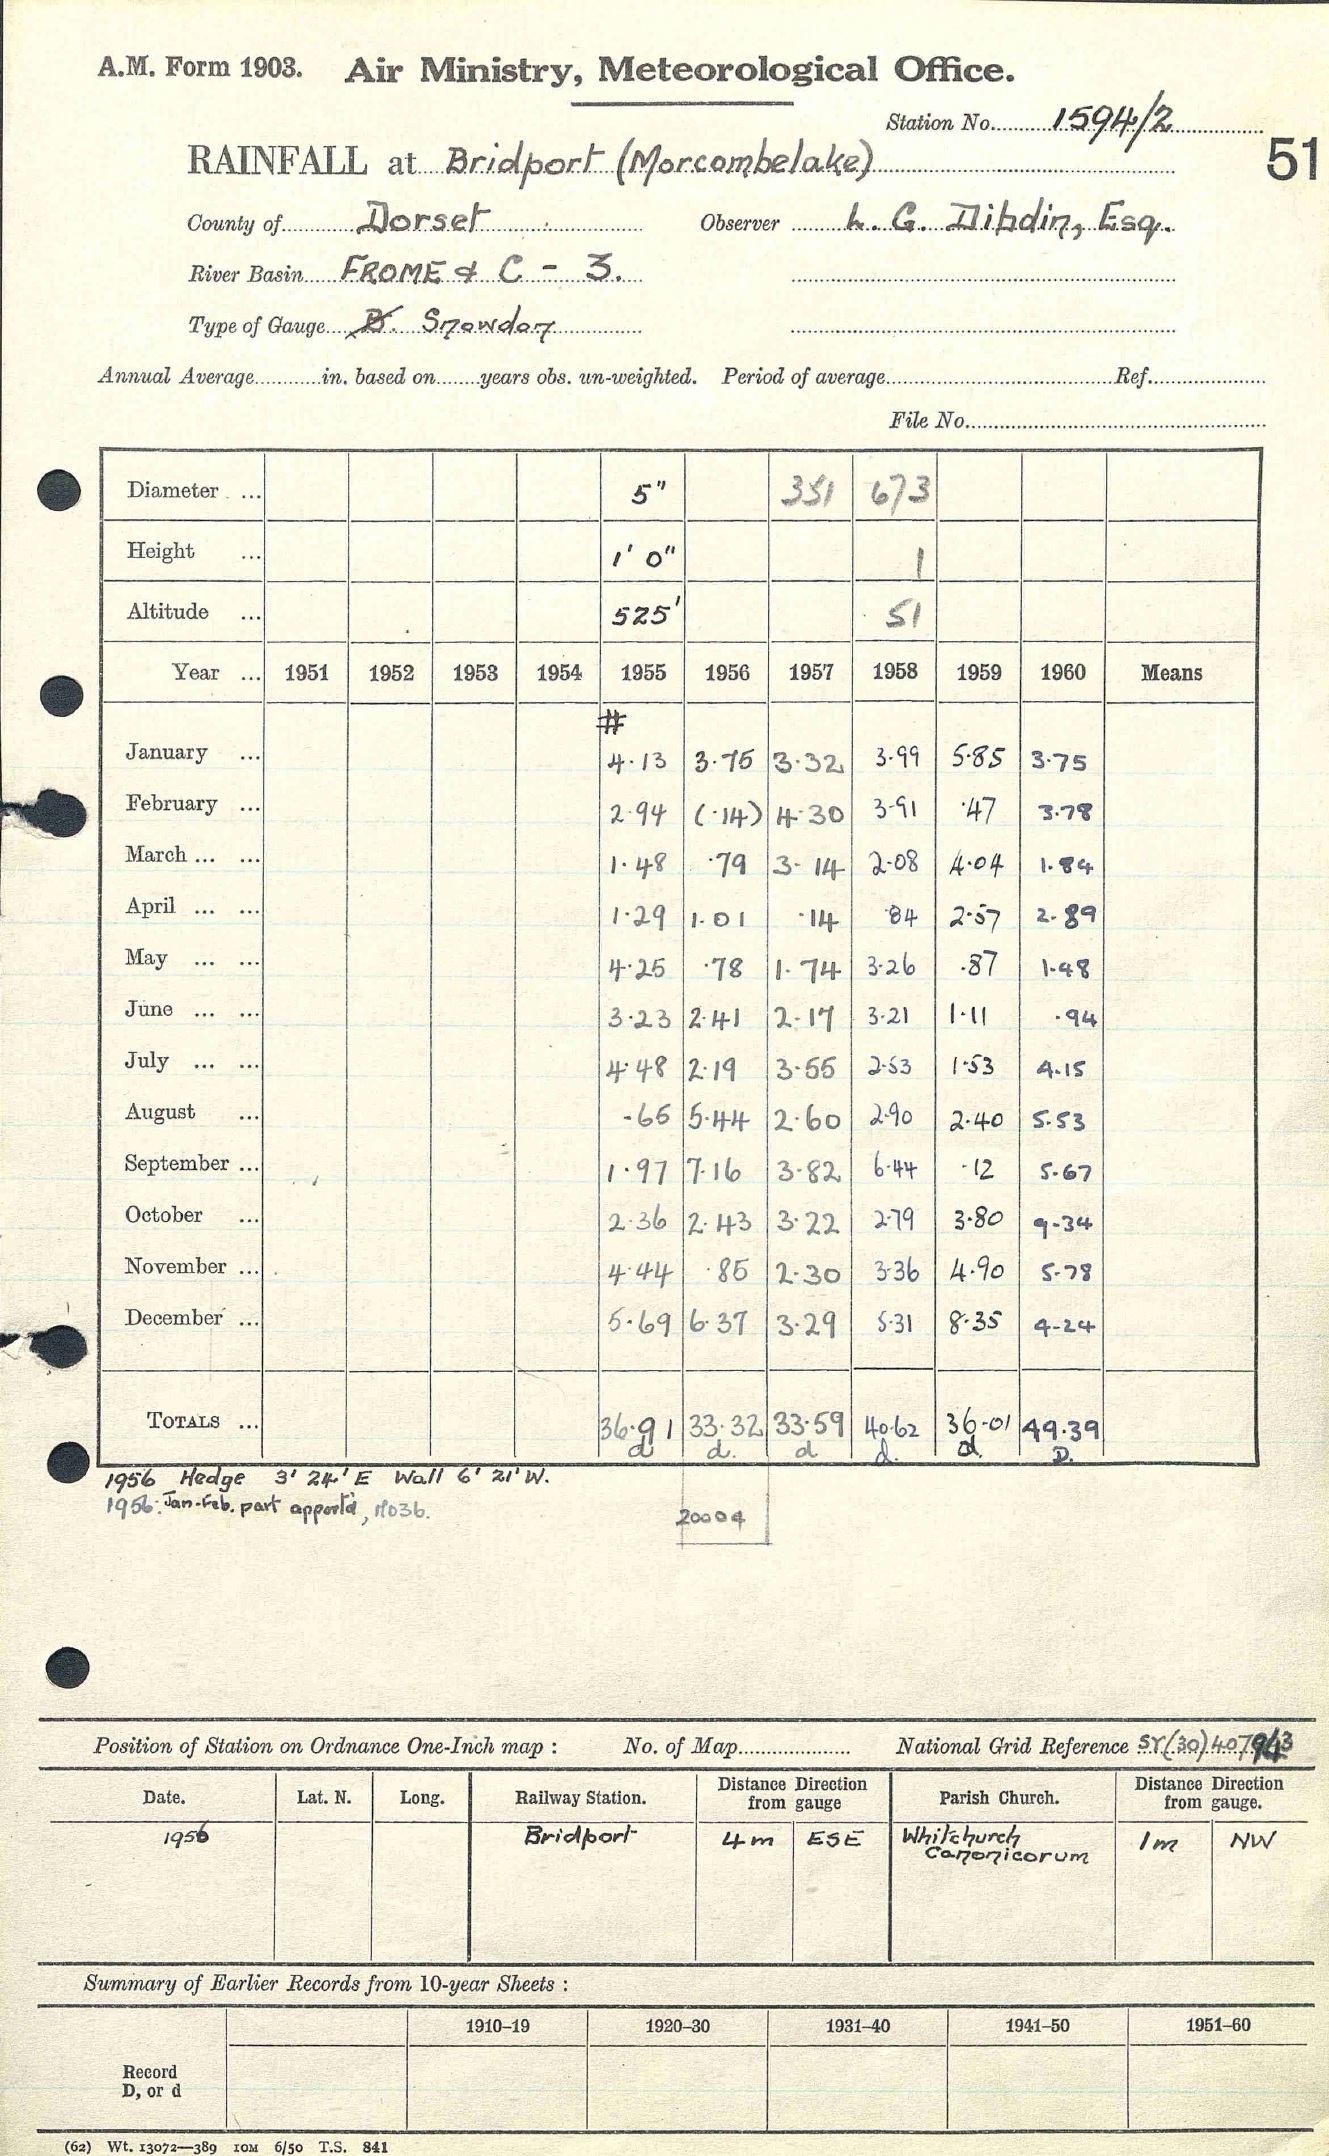 A.M. Form 1903. Air Ministry, Meteorological Office.
Station No. 1594/2
51
RAINFALL at Bridport (Morcombelake)
County of Dorset Observer L. G. Dibdin, Esq.
River Basin FROME & C - 3.
Type of Gauge B. Snowdon
Annual Average in. based on years obs. un-weighted. Period of average Ref.
File No.
Diameter ... 5" 351 673
Height ... 1' 0" 1
Altitude ... 525' 51
Year ... 1951 1952 1953 1954 1955 1956 1957 1958 1959 1960 Means
#
January ... 4.13 3.75 3.32 3.99 5.85 3.75
February ... 2.94 (.14) 4.30 3.91 .47 3.78
March ... ... 1.48 .79 3.14 2.08 4.04 1.84
April ... ... 1.29 1.01 .14 .84 2.57 2.89
May ... ... 4.25 .78 1.74 3.26 .87 1.48
June ... ... 3.23 2.41 2.17 3.21 1.11 .94
July ... ... 4.48 2.19 3.55 2.53 1.53 4.15
August ... .65 5.44 2.60 2.90 2.40 5.53
September ... 1.97 7.16 3.82 6.44 .12 5.67
October ... 2.36 2.43 3.22 2.79 3.80 9.34
November ... 4.44 .85 2.30 3.36 4.90 5.78
December ... 5.69 6.37 3.29 5.31 8.35 4.24
TOTALS ... 36.91 33.32 33.59 40.62 36.01 49.39
d d. d d. d. D.
1956 Hedge 3' 24' E Wall 6' 21' W.
1956: Jan-Feb. part apport'd, M03b.
20004
Position of Station on Ordnance One-Inch map : No. of Map National Grid Reference SY(30)407943
Date. Lat. N. Long. Railway Station. Distance Direction from gauge Parish Church. Distance Direction from gauge.
1956 Bridport 4m ESE Whitchurch Canonicorum 1m NW
Summary of Earlier Records from 10-year Sheets :
1910-19 1920-30 1931-40 1941-50 1951-60
Record
D, or d
(62) Wt. 13072—389 10M 6/50 T.S. 841